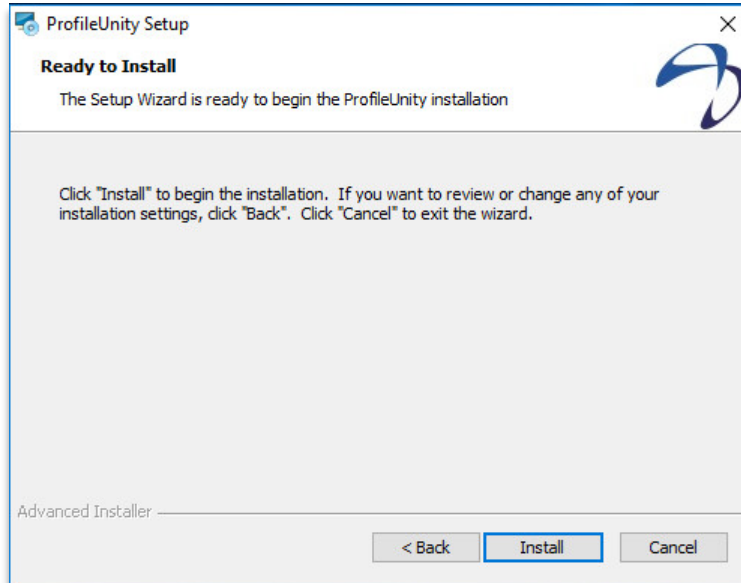 ProfileUnity Setup
Ready to Install
The Setup Wizard is ready to begin the ProfileUnity installation
Click "Install" to begin the installation.  If you want to review or change any of your
installation settings, click "Back".  Click "Cancel" to exit the wizard.
Advanced Installer
< Back Install Cancel